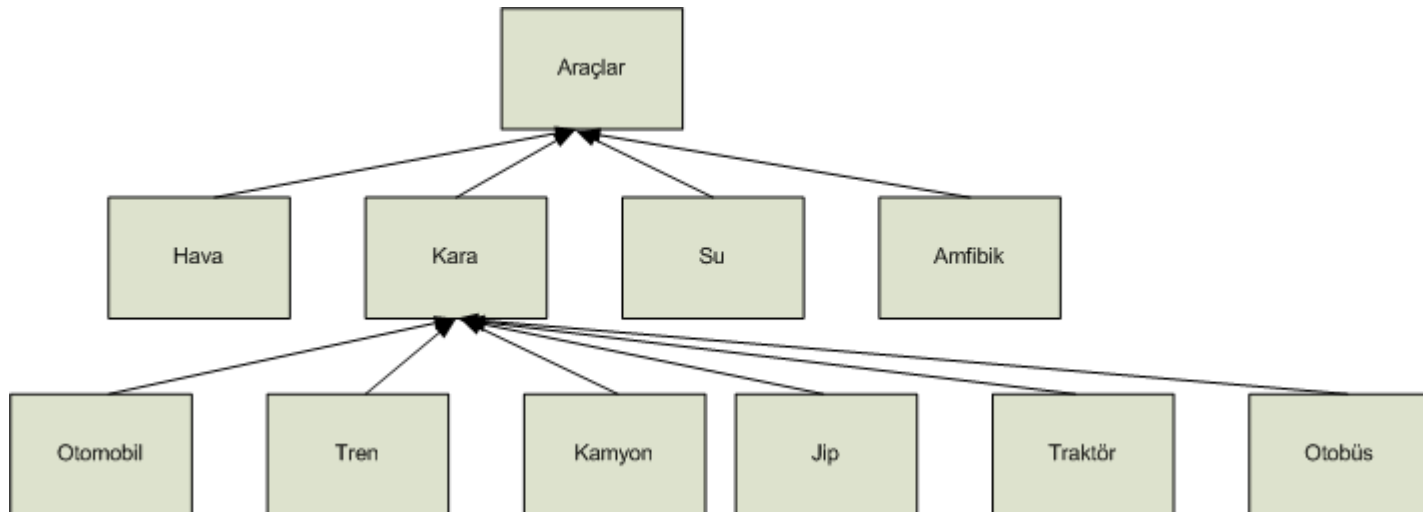 Araçlar
Hava
Kara
Su
Amfibik
Otomobil
Tren
Kamyon
Jip
Traktör
Otobüs